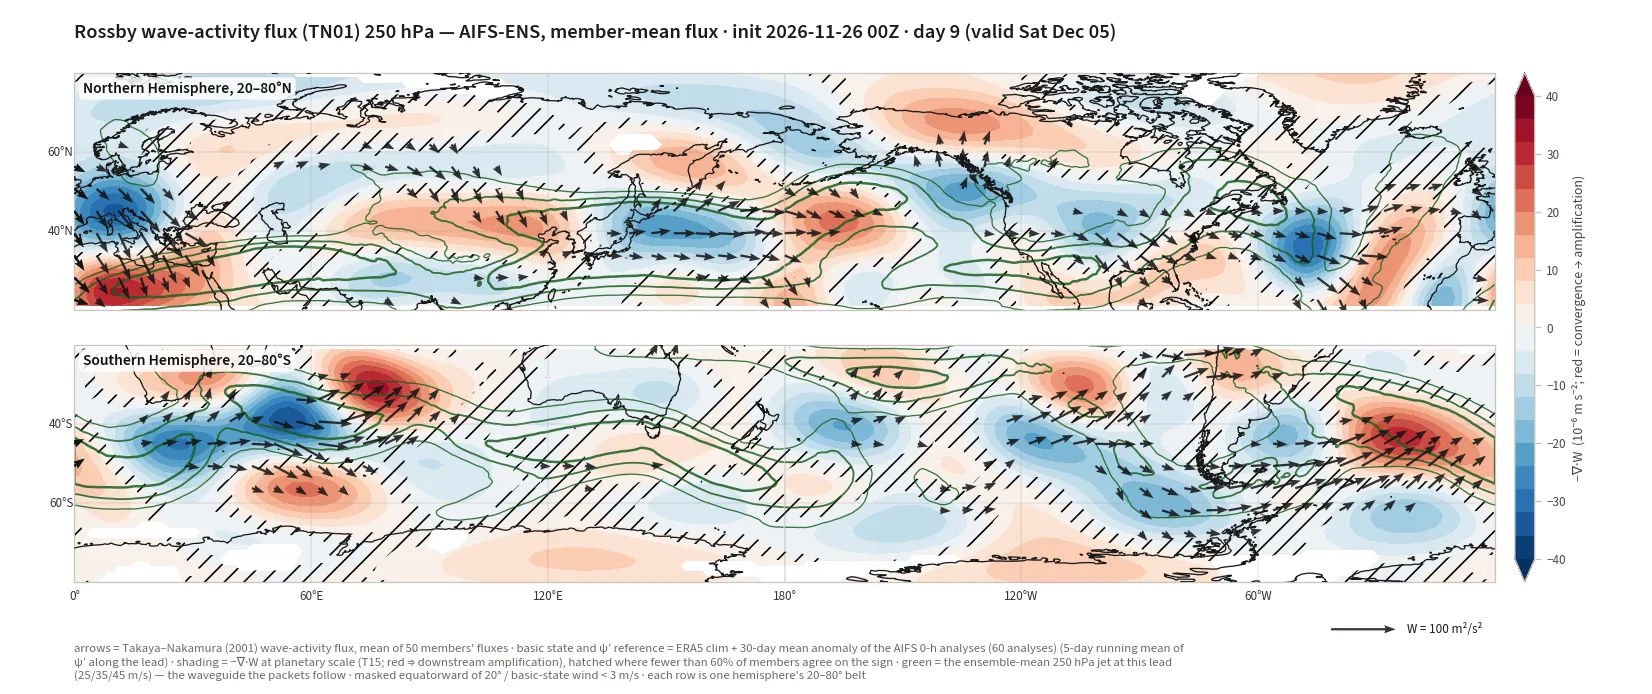 Rossby wave-activity flux (TN01) 250 hPa — AIFS-ENS, member-mean flux · init 2026-11-26 00Z · day 9 (valid Sat Dec 05)
Northern Hemisphere, 20–80°N
60°N
40°N
Southern Hemisphere, 20–80°S
40°S
60°S
0°
60°E
120°E
180°
120°W
60°W
40
30
20
10
0
−10
−20
−30
−40
−∇·W (10⁻⁶ m s⁻²; red = convergence → amplification)
W = 100 m²/s²
arrows = Takaya–Nakamura (2001) wave-activity flux, mean of 50 members' fluxes · basic state and ψ' reference = ERA5 clim + 30-day mean anomaly of the AIFS 0-h analyses (60 analyses) (5-day running mean of
ψ' along the lead) · shading = −∇·W at planetary scale (T15; red ⇒ downstream amplification), hatched where fewer than 60% of members agree on the sign · green = the ensemble-mean 250 hPa jet at this lead
(25/35/45 m/s) — the waveguide the packets follow · masked equatorward of 20° / basic-state wind < 3 m/s · each row is one hemisphere's 20–80° belt